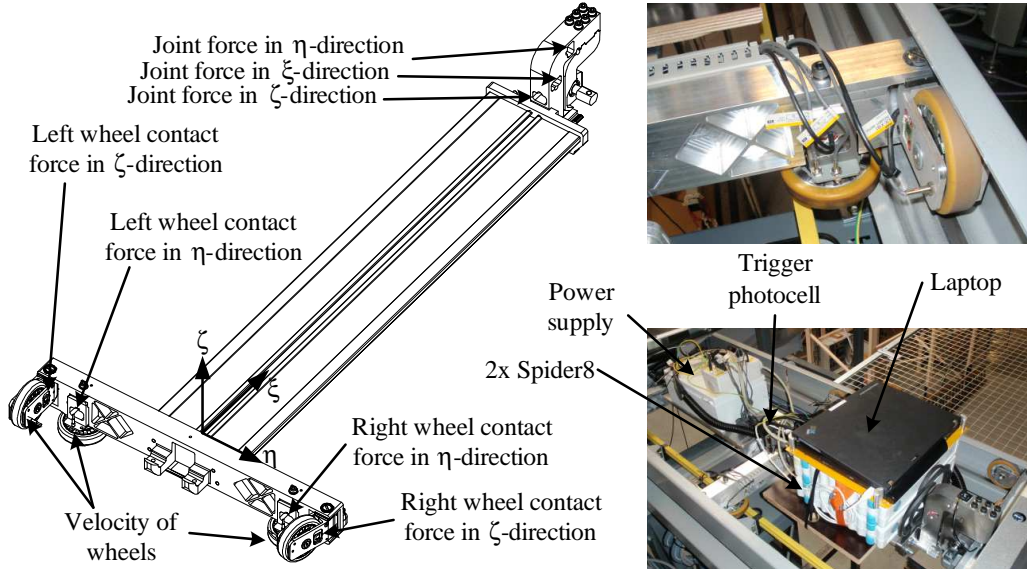 Joint force in η-direction
Joint force in ξ-direction
Joint force in ζ-direction
Left wheel contact
force in ζ-direction
Left wheel contact
force in η-direction
ζ
ξ
η
Right wheel contact
force in η-direction
Right wheel contact
force in ζ-direction
Velocity of
wheels
Power
supply
Trigger
photocell
Laptop
2x Spider8